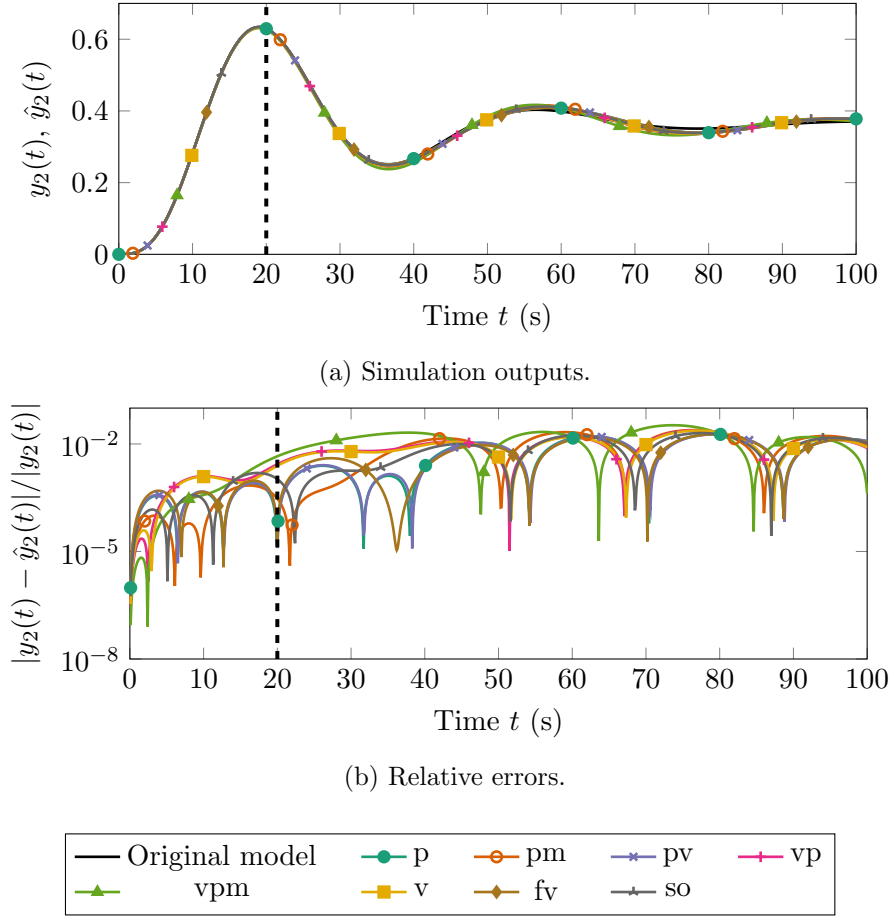 0.6
0.4
0.2
0
y₂(t), ŷ₂(t)
0 10 20 30 40 50 60 70 80 90 100
Time t (s)
(a) Simulation outputs.
10⁻²
10⁻⁵
10⁻⁸
|y₂(t) − ŷ₂(t)|/|y₂(t)|
0 10 20 30 40 50 60 70 80 90 100
Time t (s)
(b) Relative errors.
Original model p pm pv vp
vpm v fv so